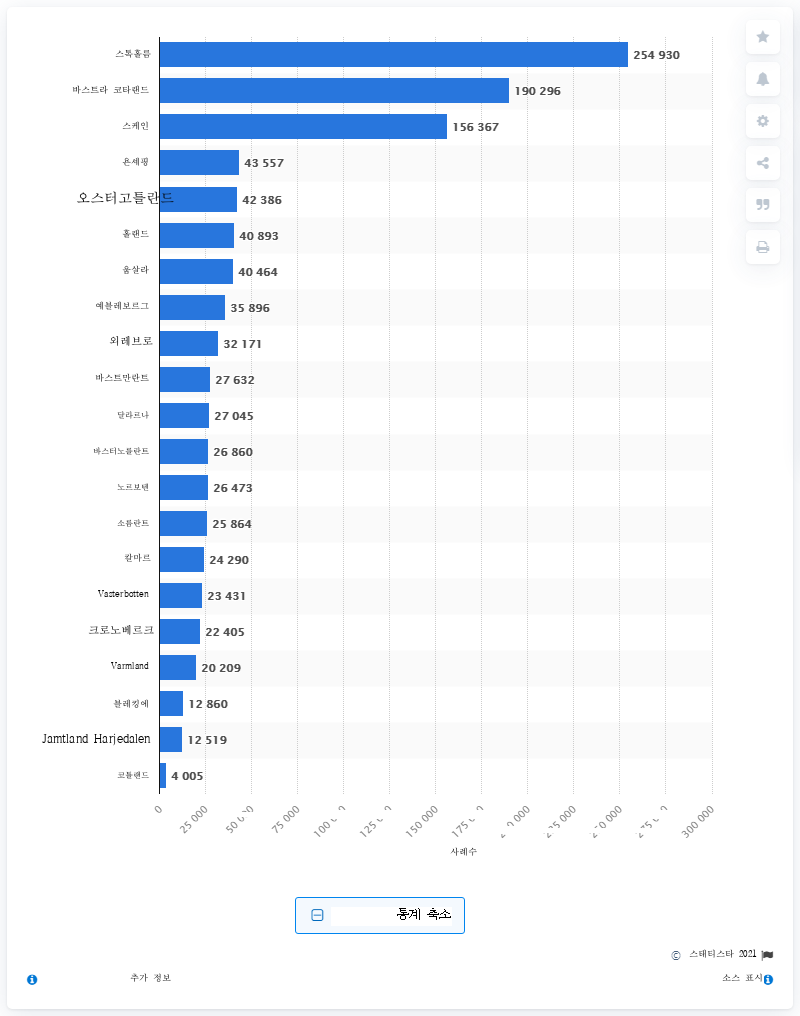 스톡홀름 254 930
바스트라 코타랜드 190 296
스케인 156 367
욘셰핑 43 557
오스터고틀란드 42 386
홀랜드 40 893
웁살라 40 464
예블레보르그 35 896
외레브로 32 171
바스트만란트 27 632
달라르나 27 045
바스터노를란트 26 860
노르보텐 26 473
소름란트 25 864
칼마르 24 290
Vasterbotten 23 431
크로노베르크 22 405
Varmland 20 209
블레킹에 12 860
Jamtland Harjedalen 12 519
코틀랜드 4 005
0 25 000 75 000 150 000 300 000
사례수
통계 축소
© 스태티스타 2021
추가 정보 소스 표시